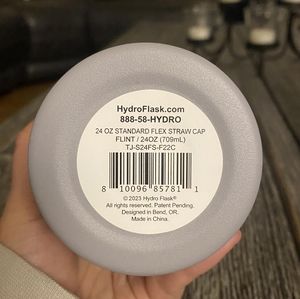 HydroFlask.com
888-58-HYDRO
24 OZ STANDARD FLEX STRAW CAP
FLINT / 24OZ (709mL)
TJ-S24FS-F22C
8 10096 85781 1
© 2023 Hydro Flask®
All rights reserved. Patent Pending.
Designed in Bend, OR.
Made in China.